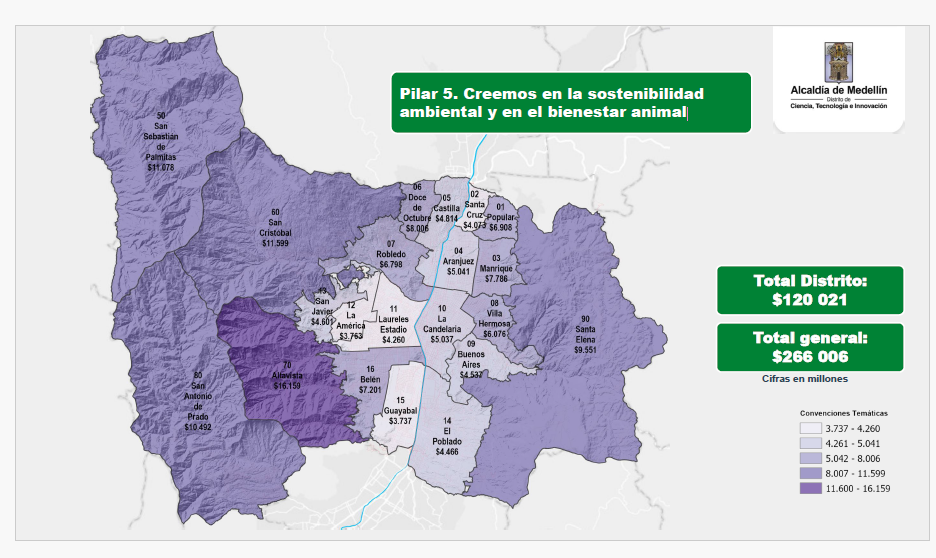 Pilar 5. Creemos en la sostenibilidad
ambiental y en el bienestar animal
Alcaldía de Medellín
Distrito de
Ciencia, Tecnología e Innovación
50
San
Sebastián
de
Palmitas
$11.078
60
San
Cristóbal
$11.599
06
Doce
de
Octubre
$8.006
05
Castilla
$4.814
02
Santa
Cruz
$4.073
01
Popular
$6.908
07
Robledo
$6.798
04
Aranjuez
$5.041
03
Manrique
$7.786
13
San
Javier
$4.601
12
La
América
$3.763
11
Laureles
Estadio
$4.260
10
La
Candelaria
$5.037
08
Villa
Hermosa
$6.076
09
Buenos
Aires
$4.537
90
Santa
Elena
$9.551
70
Altavista
$16.159
16
Belén
$7.201
80
San
Antonio
de
Prado
$10.492
15
Guayabal
$3.737
14
El
Poblado
$4.466
Total Distrito:
$120 021
Total general:
$266 006
Cifras en millones
Convenciones Temáticas
3.737 - 4.260
4.261 - 5.041
5.042 - 8.006
8.007 - 11.599
11.600 - 16.159